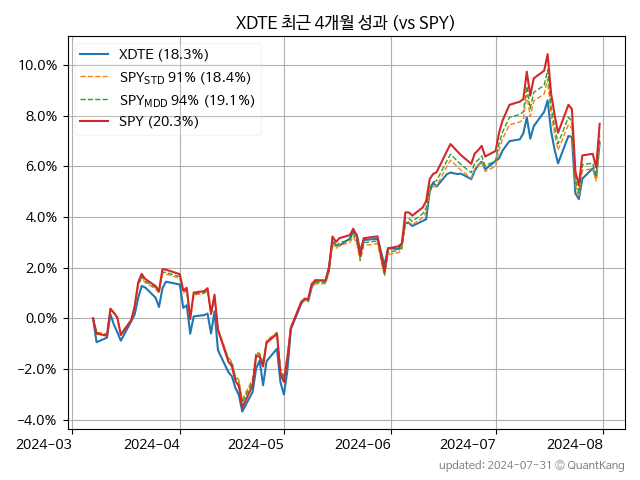 XDTE 최근 4개월 성과 (vs SPY)
XDTE (18.3%)
SPY_STD 91% (18.4%)
SPY_MDD 94% (19.1%)
SPY (20.3%)
10.0%
8.0%
6.0%
4.0%
2.0%
0.0%
−2.0%
−4.0%
2024−03
2024−04
2024−05
2024−06
2024−07
2024−08
updated: 2024−07−31 © QuantKang